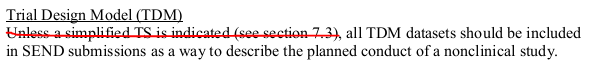 Trial Design Model (TDM)
Unless a simplified TS is indicated (see section 7.3), all TDM datasets should be included
in SEND submissions as a way to describe the planned conduct of a nonclinical study.